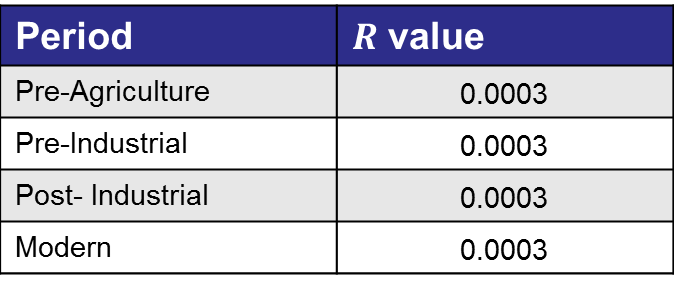 Period R value
Pre-Agriculture 0.0003
Pre-Industrial 0.0003
Post- Industrial 0.0003
Modern 0.0003